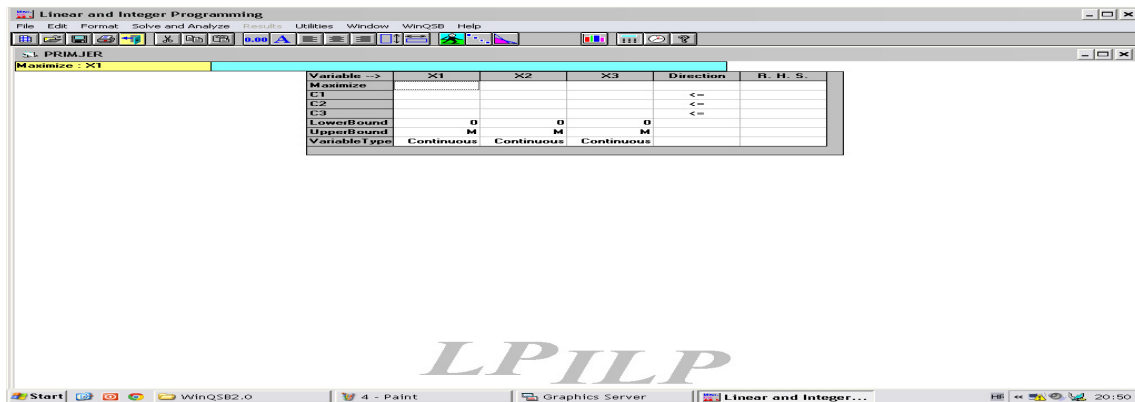 Linear and Integer Programming
File Edit Format Solve and Analyze Results Utilities Window WinQSB Help
0.00 A
PRIMJER
Maximize : X1
Variable --> X1 X2 X3 Direction R. H. S.
Maximize
C1 <=
C2 <=
C3 <=
LowerBound 0 0 0
UpperBound M M M
VariableType Continuous Continuous Continuous
LPILP
Start WinQSB2.0 4 - Paint Graphics Server Linear and Integer... 20:50